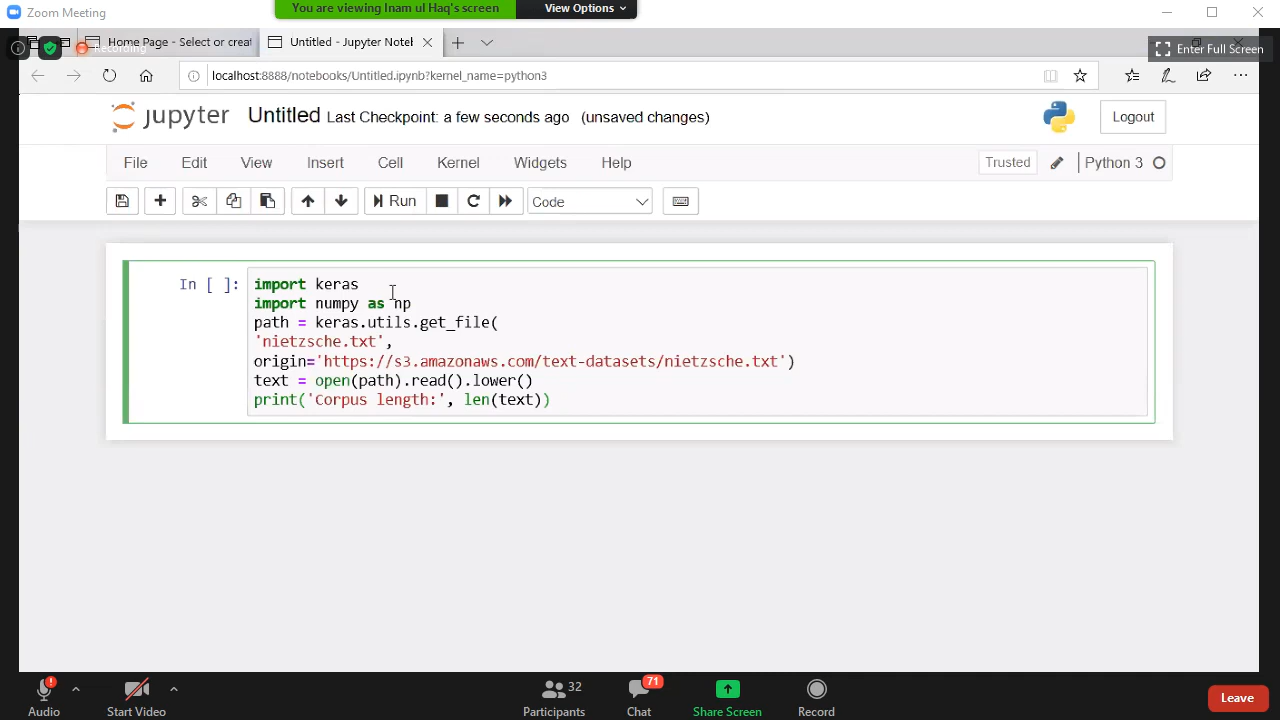 Zoom Meeting
You are viewing Inam ul Haq's screen
View Options
Home Page - Select or creat
Untitled - Jupyter Notel
Recording
Enter Full Screen
localhost:8888/notebooks/Untitled.ipynb?kernel_name=python3
jupyter Untitled Last Checkpoint: a few seconds ago (unsaved changes)
Logout
File Edit View Insert Cell Kernel Widgets Help
Trusted
Python 3
Run
Code
In [ ]:
import keras
import numpy as np
path = keras.utils.get_file(
'nietzsche.txt',
origin='https://s3.amazonaws.com/text-datasets/nietzsche.txt')
text = open(path).read().lower()
print('Corpus length:', len(text))
32
71
Audio
Start Video
Participants
Chat
Share Screen
Record
Leave